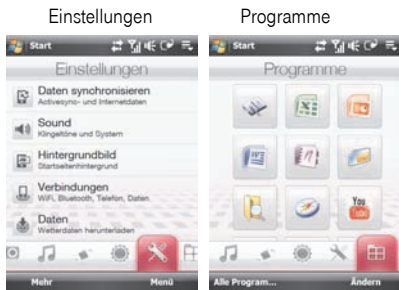 Einstellungen
Programme
Start
Einstellungen
Daten synchronisieren
Activesync- und Internetdaten
Sound
Klingeltöne und System
Hintergrundbild
Startseitenhintergrund
Verbindungen
WiFi, Bluetooth, Telefon, Daten
Daten
Wetterdaten herunterladen
Mehr
Menü
Start
Programme
You
Tube
Alle Program...
Ändern